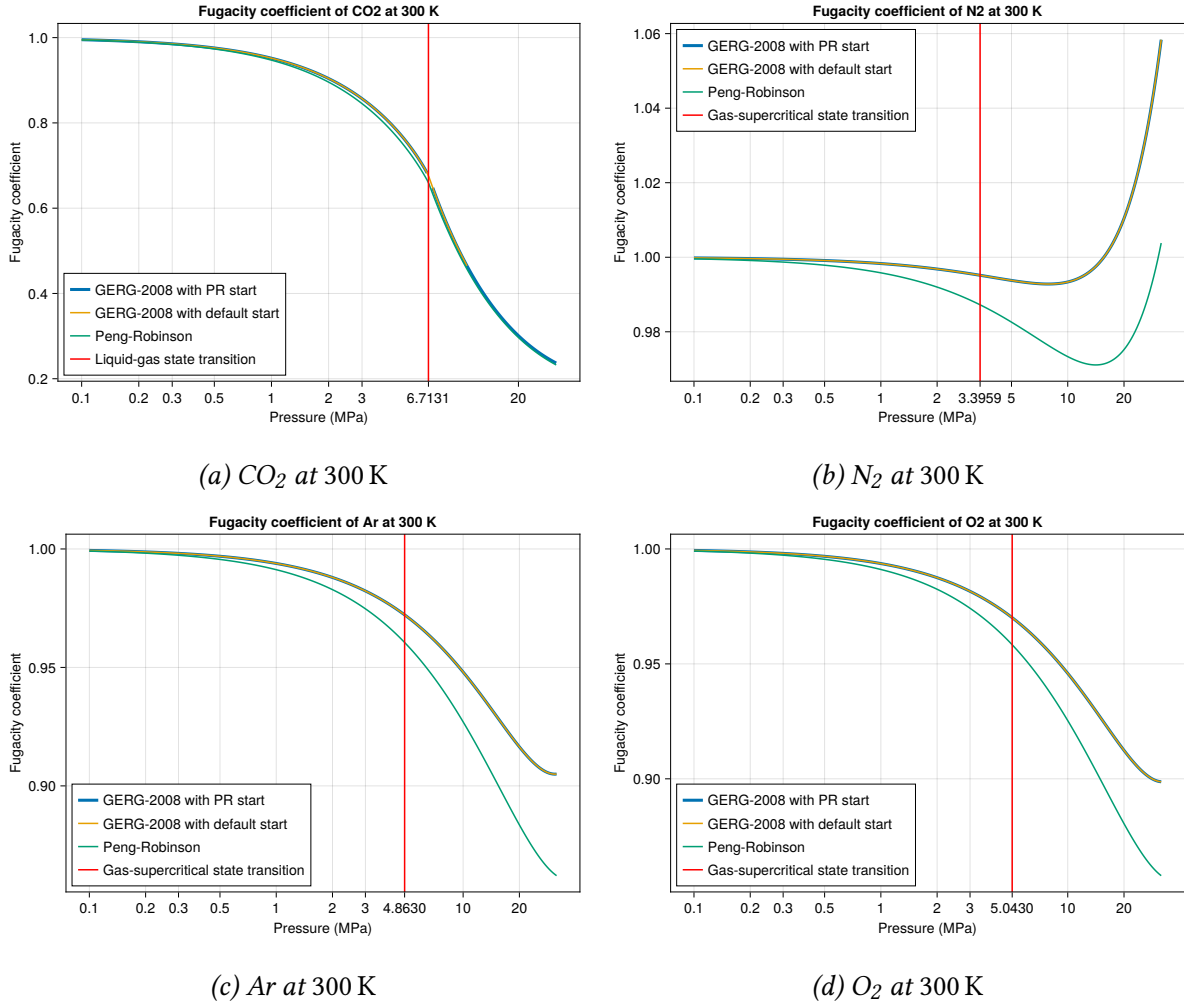 Fugacity coefficient of CO2 at 300 K
1.0
0.8
0.6
0.4
0.2
Fugacity coefficient
GERG-2008 with PR start
GERG-2008 with default start
Peng-Robinson
Liquid-gas state transition
0.1 0.2 0.3 0.5 1 2 3 6.7131 20
Pressure (MPa)
(a) CO2 at 300 K
Fugacity coefficient of N2 at 300 K
1.06
1.04
1.02
1.00
0.98
Fugacity coefficient
GERG-2008 with PR start
GERG-2008 with default start
Peng-Robinson
Gas-supercritical state transition
0.1 0.2 0.3 0.5 1 2 3.3959 5 10 20
Pressure (MPa)
(b) N2 at 300 K
Fugacity coefficient of Ar at 300 K
1.00
0.95
0.90
Fugacity coefficient
GERG-2008 with PR start
GERG-2008 with default start
Peng-Robinson
Gas-supercritical state transition
0.1 0.2 0.3 0.5 1 2 3 4.8630 10 20
Pressure (MPa)
(c) Ar at 300 K
Fugacity coefficient of O2 at 300 K
1.00
0.95
0.90
Fugacity coefficient
GERG-2008 with PR start
GERG-2008 with default start
Peng-Robinson
Gas-supercritical state transition
0.1 0.2 0.3 0.5 1 2 3 5.0430 10 20
Pressure (MPa)
(d) O2 at 300 K